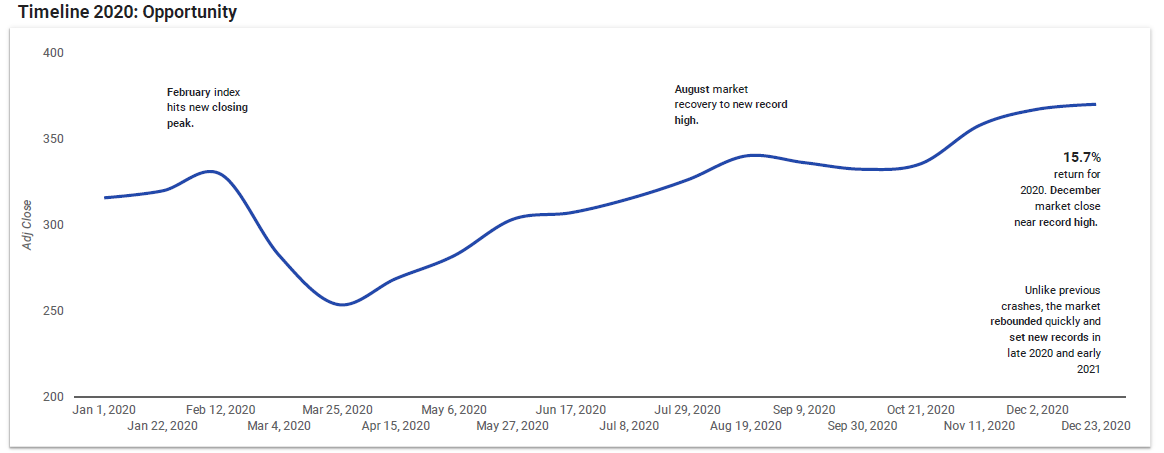 Timeline 2020: Opportunity
400
350
300
250
200
Adj Close
February index
hits new closing
peak.
August market
recovery to new record
high.
15.7%
return for
2020. December
market close
near record high.
Unlike previous
crashes, the market
rebounded quickly and
set new records in
late 2020 and early
2021
Jan 1, 2020
Jan 22, 2020
Feb 12, 2020
Mar 4, 2020
Mar 25, 2020
Apr 15, 2020
May 6, 2020
May 27, 2020
Jun 17, 2020
Jul 8, 2020
Jul 29, 2020
Aug 19, 2020
Sep 9, 2020
Sep 30, 2020
Oct 21, 2020
Nov 11, 2020
Dec 2, 2020
Dec 23, 2020